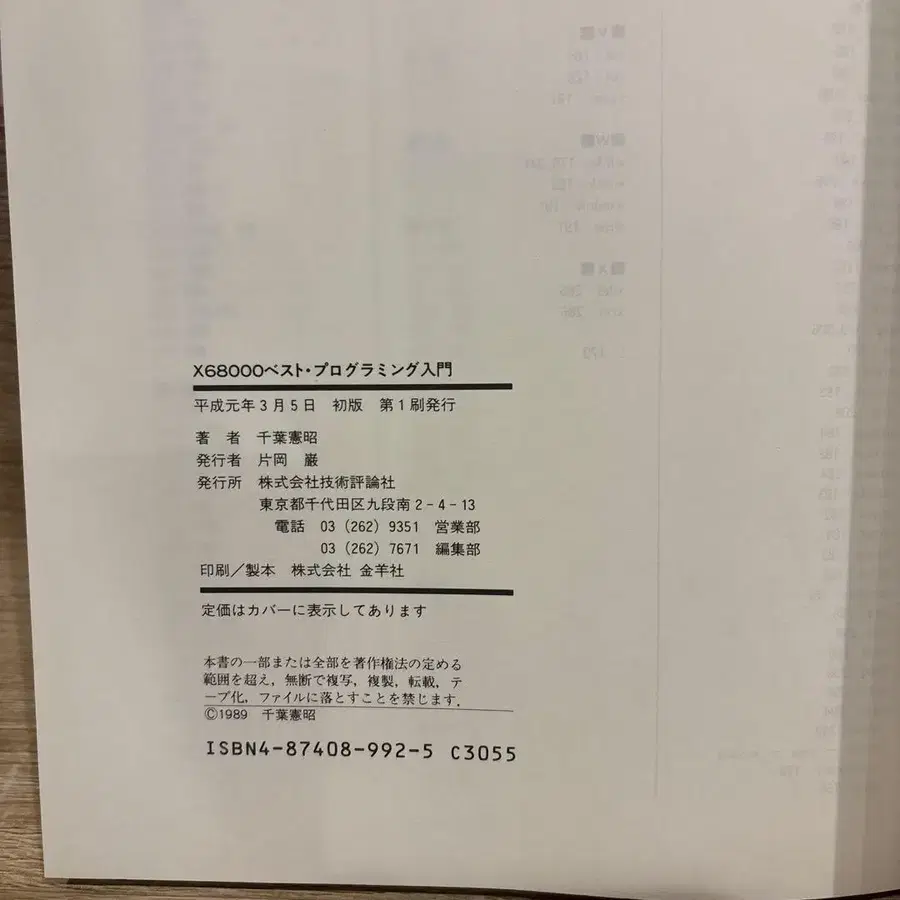 X68000ベスト・プログラミング入門
平成元年3月5日 初版 第1刷発行
著 者 千葉憲昭
発行者 片岡 巌
発行所 株式会社技術評論社
東京都千代田区九段南2-4-13
電話 03(262)9351 営業部
03(262)7671 編集部
印刷/製本 株式会社 金羊社
定価はカバーに表示してあります
本書の一部または全部を著作権法の定める
範囲を超え,無断で複写,複製,転載,テ
ープ化,ファイルに落とすことを禁じます.
©1989 千葉憲昭
ISBN4-87408-992-5 C3055